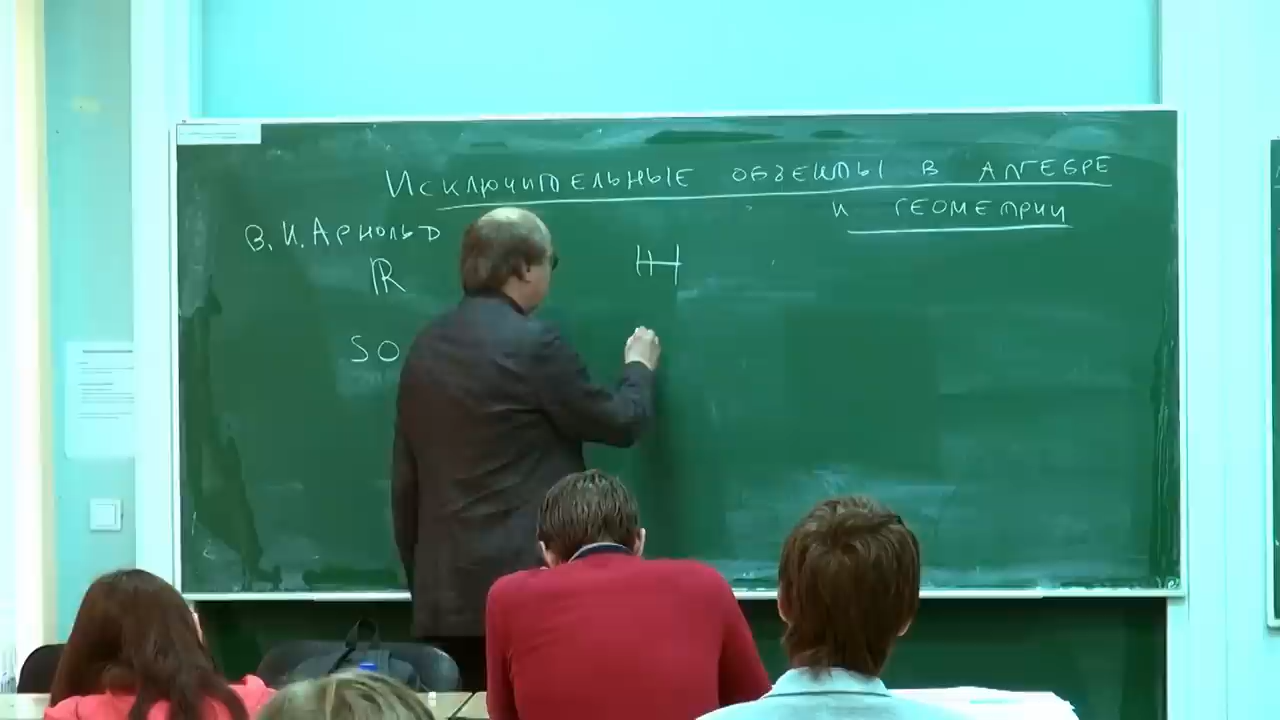 Исключительные объекты в алгебре
и геометрии
В. И. Арнольд
ℝ ℍ
SO